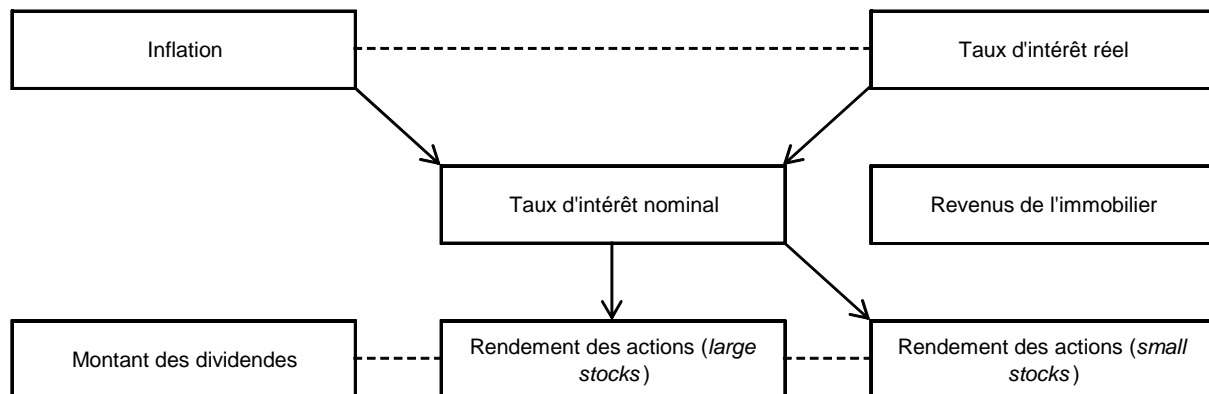 Inflation
Taux d'intérêt réel
Taux d'intérêt nominal
Revenus de l'immobilier
Montant des dividendes
Rendement des actions (large
stocks)
Rendement des actions (small
stocks)